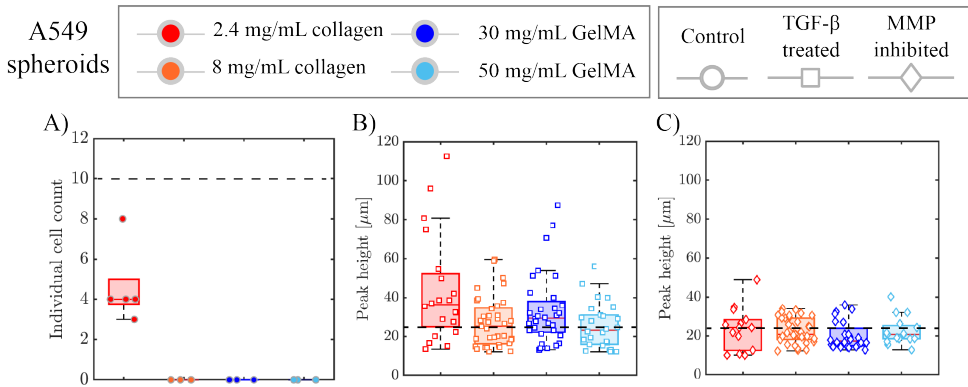 A549
spheroids
2.4 mg/mL collagen
30 mg/mL GelMA
8 mg/mL collagen
50 mg/mL GelMA
Control
TGF-β
treated
MMP
inhibited
A)
Individual cell count
12
10
8
6
4
2
0
B)
Peak height [μm]
120
100
80
60
40
20
0
C)
Peak height [μm]
120
100
80
60
40
20
0